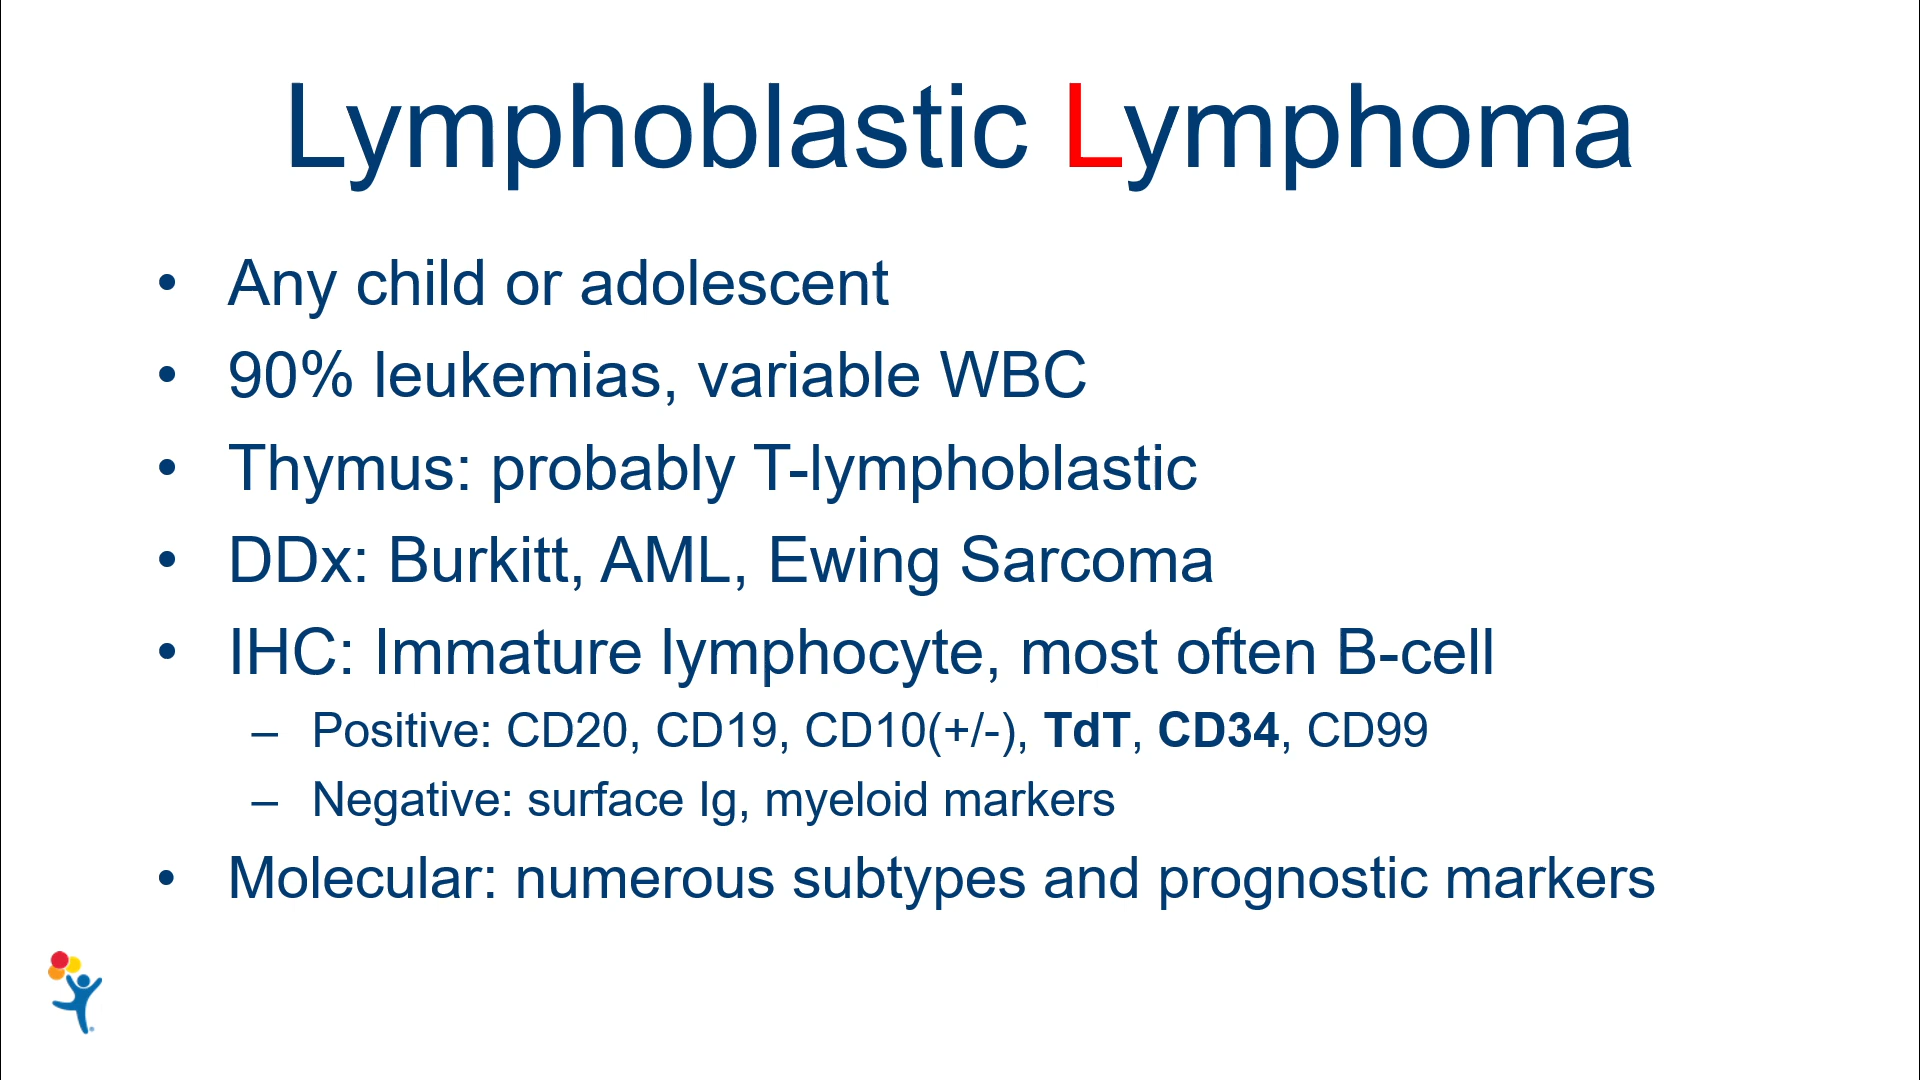 Lymphoblastic Lymphoma
• Any child or adolescent
• 90% leukemias, variable WBC
• Thymus: probably T-lymphoblastic
• DDx: Burkitt, AML, Ewing Sarcoma
• IHC: Immature lymphocyte, most often B-cell
– Positive: CD20, CD19, CD10(+/-), TdT, CD34, CD99
– Negative: surface Ig, myeloid markers
• Molecular: numerous subtypes and prognostic markers